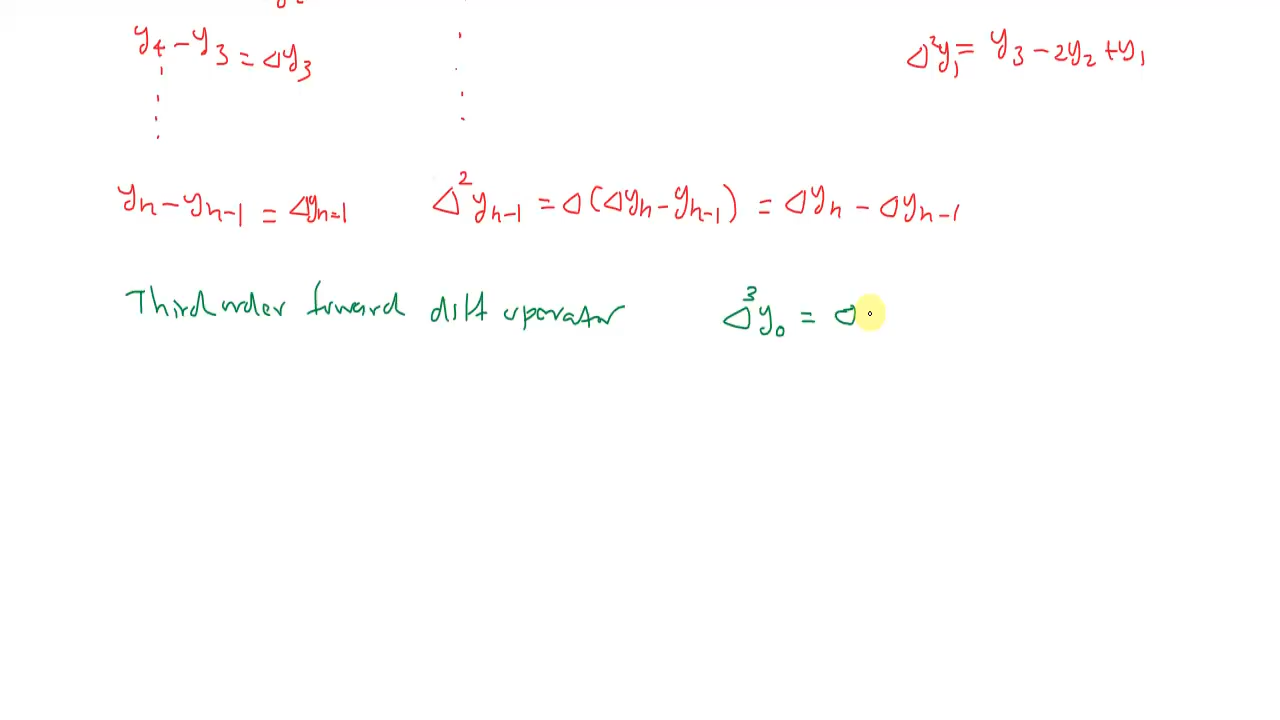 y₄ − y₃ = Δy₃
Δ²y₁ = y₃ − 2y₂ + y₁
yₙ − yₙ₋₁ = Δyₙ₋₁
Δ²yₙ₋₁ = Δ(Δyₙ − yₙ₋₁) = Δyₙ − Δyₙ₋₁
Third order forward diff operator Δ³y₀ = Δ